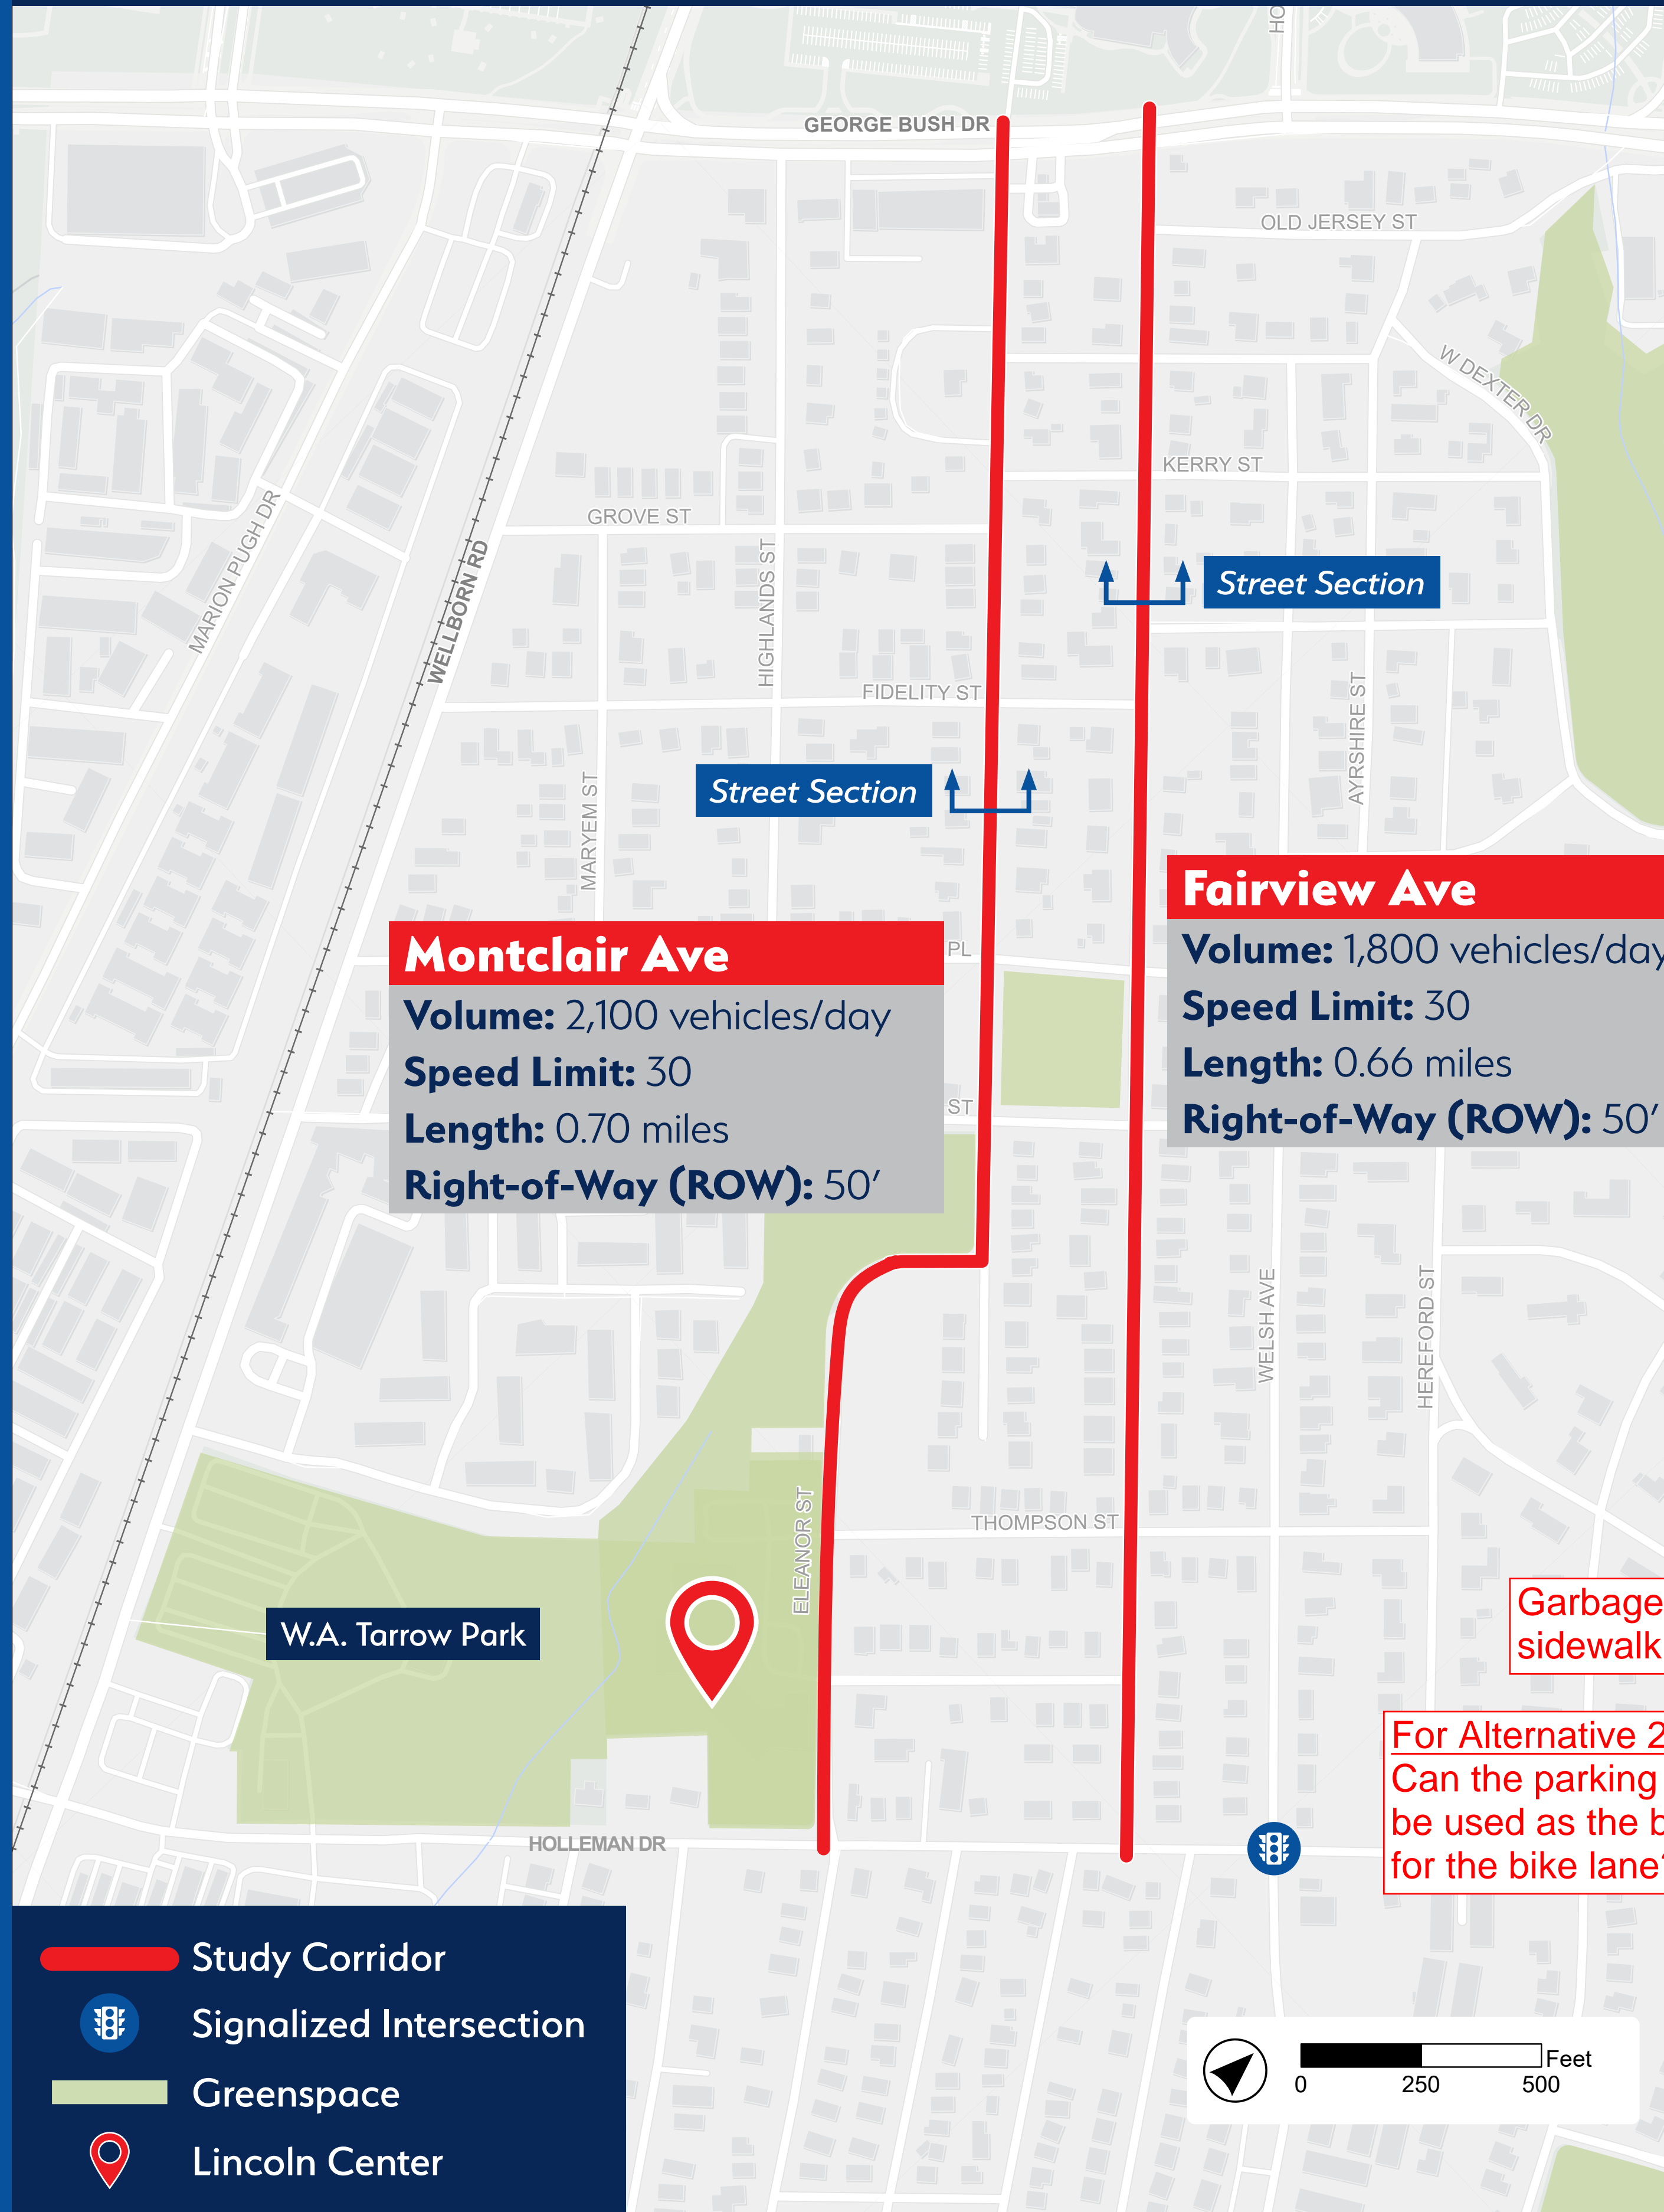 HO
GEORGE BUSH DR
OLD JERSEY ST
W DEXTER DR
KERRY ST
GROVE ST
MARION PUGH DR
WELLBORN RD
HIGHLANDS ST
Street Section
FIDELITY ST
AYRSHIRE ST
MARYEM ST
Street Section
Fairview Ave
Volume: 1,800 vehicles/day
Speed Limit: 30
Length: 0.66 miles
Right-of-Way (ROW): 50'
Montclair Ave
Volume: 2,100 vehicles/day
Speed Limit: 30
Length: 0.70 miles
Right-of-Way (ROW): 50'
PL
ST
WELSH AVE
HEREFORD ST
ELEANOR ST
THOMPSON ST
W.A. Tarrow Park
Garbage
sidewalk
For Alternative 2
Can the parking
be used as the b
for the bike lane?
HOLLEMAN DR
Study Corridor
Signalized Intersection
Greenspace
Lincoln Center
Feet
0 250 500